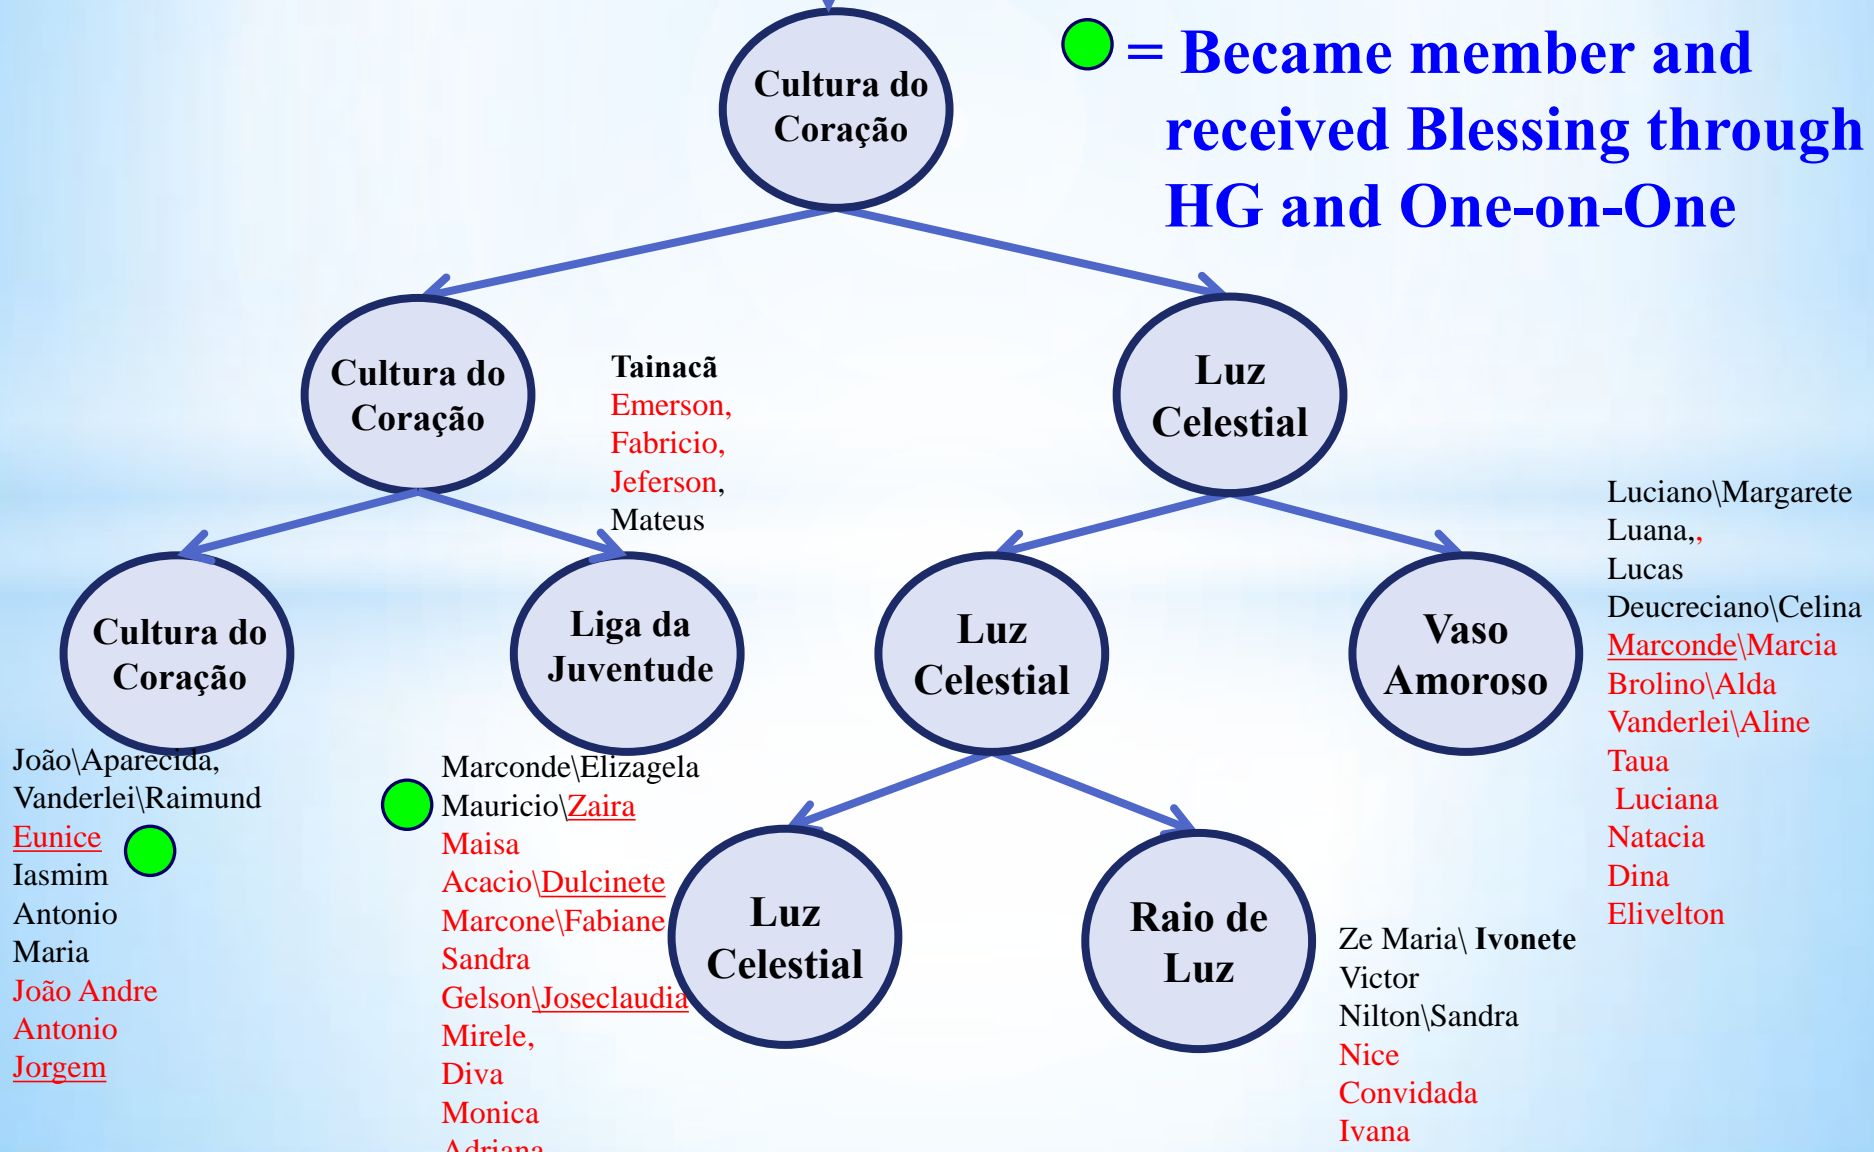 Cultura do
Coração
= Became member and
received Blessing through
HG and One-on-One
Cultura do
Coração
Tainacã
Emerson,
Fabricio,
Jeferson,
Mateus
Luz
Celestial
Cultura do
Coração
Liga da
Juventude
Luz
Celestial
Vaso
Amoroso
Luciano\Margarete
Luana,,
Lucas
Deucreciano\Celina
Marconde\Marcia
Brolino\Alda
Vanderlei\Aline
Taua
Luciana
Natacia
Dina
Elivelton
João\Aparecida,
Vanderlei\Raimund
Eunice
Iasmim
Antonio
Maria
João Andre
Antonio
Jorgem
Marconde\Elizagela
Mauricio\Zaira
Maisa
Acacio\Dulcinete
Marcone\Fabiane
Sandra
Gelson\Joseclaudia
Mirele,
Diva
Monica
Adriana
Luz
Celestial
Raio de
Luz
Ze Maria\ Ivonete
Victor
Nilton\Sandra
Nice
Convidada
Ivana